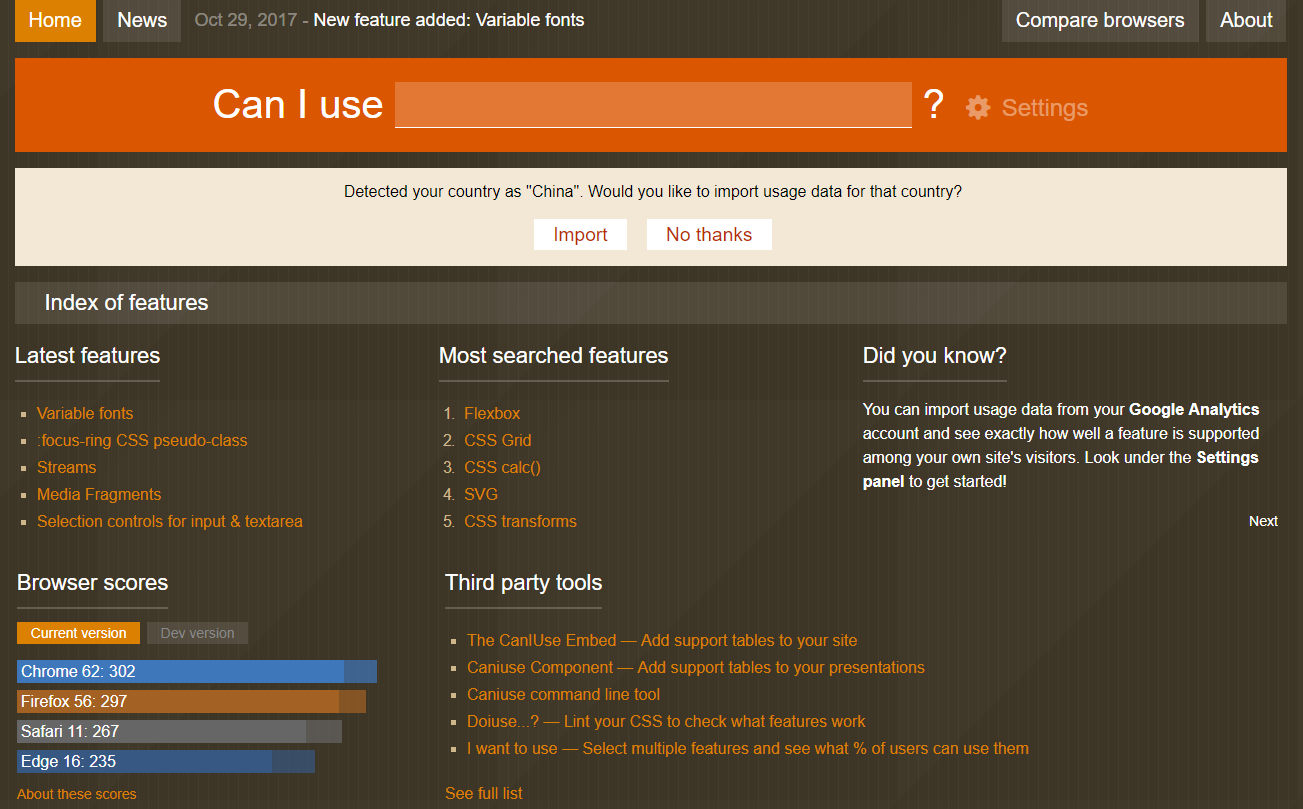 Home
News
Oct 29, 2017 - New feature added: Variable fonts
Compare browsers
About
Can I use
?
Settings
Detected your country as "China". Would you like to import usage data for that country?
Import
No thanks
Index of features
Latest features
Variable fonts
:focus-ring CSS pseudo-class
Streams
Media Fragments
Selection controls for input & textarea
Most searched features
1. Flexbox
2. CSS Grid
3. CSS calc()
4. SVG
5. CSS transforms
Did you know?
You can import usage data from your Google Analytics
account and see exactly how well a feature is supported
among your own site's visitors. Look under the Settings
panel to get started!
Next
Browser scores
Current version
Dev version
Chrome 62: 302
Firefox 56: 297
Safari 11: 267
Edge 16: 235
About these scores
Third party tools
The CanIUse Embed — Add support tables to your site
Caniuse Component — Add support tables to your presentations
Caniuse command line tool
Doiuse...? — Lint your CSS to check what features work
I want to use — Select multiple features and see what % of users can use them
See full list